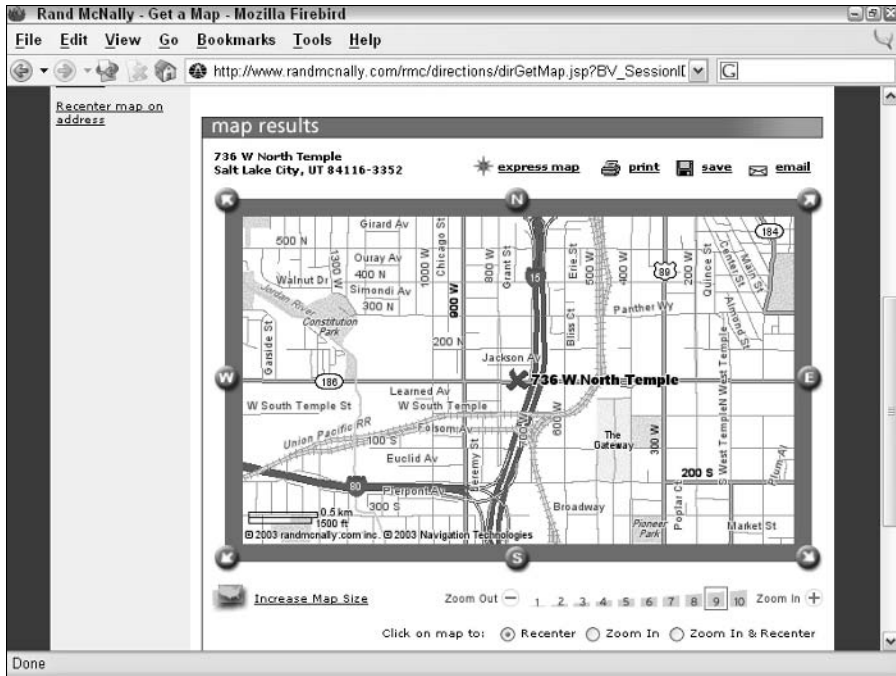 Rand McNally - Get a Map - Mozilla Firebird
File Edit View Go Bookmarks Tools Help
http://www.randmcnally.com/rmc/directions/dirGetMap.jsp?BV_SessionI
G
Recenter map on
address
map results
736 W North Temple
Salt Lake City, UT 84116-3352
express map print save email
N
Girard Av
500 N
1300 W
Ouray Av
400 N
Walnut Dr
Simondi Av
300 N
1000 W
Chicago St
900 W
800 W
Grant St
15
Erie St
500 W
400 W
89
200 W
Quince St
Center St
Main St
184
Almond St
Jordan River
Constitution
Park
Garside St
200 N
Bliss Ct
Panther Wy
Jackson Av
W
186
736 W North Temple
E
Learned Av
W South Temple St
W South Temple
N West Temple
S West Temple
Union Pacific RR
Folsom Av
100 S
Euclid Av
Jeremy St
700 W
600 W
The
Gateway
300 W
200 S
80
Pierpont Av
300 S
Broadway
Poplar Ct
Plum Al
Pioneer
Park
Market St
0.5 km
1500 ft
© 2003 randmcnally.com inc. © 2003 Navigation Technologies
S
Increase Map Size
Zoom Out 1 2 3 4 5 6 7 8 9 10 Zoom In
Click on map to: Recenter Zoom In Zoom In & Recenter
Done